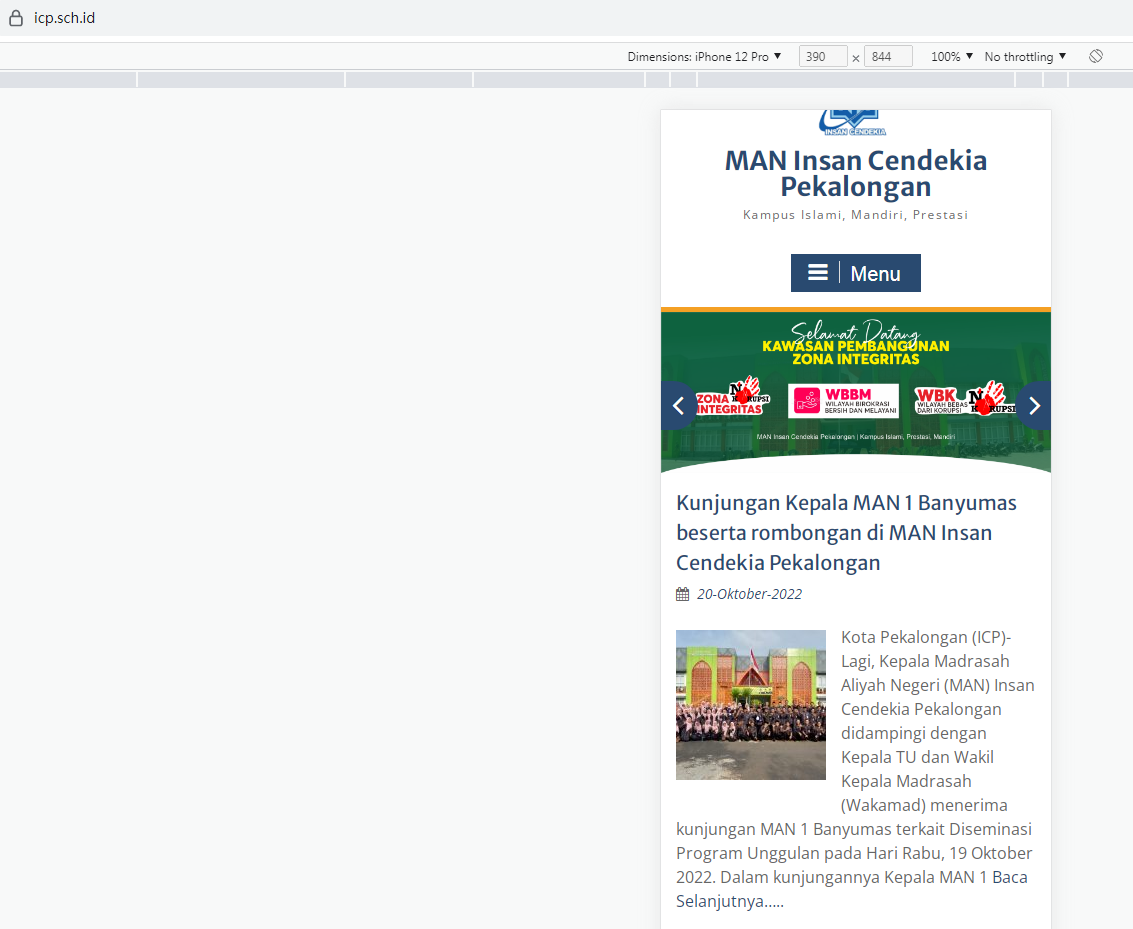 icp.sch.id
Dimensions: iPhone 12 Pro ▼ 390 × 844 100% ▼ No throttling ▼
INSAN CENDEKIA
MAN Insan Cendekia
Pekalongan
Kampus Islami, Mandiri, Prestasi
Menu
Selamat Datang
KAWASAN PEMBANGUNAN
ZONA INTEGRITAS
ZONA
INTEGRITAS
WBBM
WILAYAH BIROKRASI
BERSIH DAN MELAYANI
WBK
WILAYAH BEBAS
DARI KORUPSI
MAN Insan Cendekia Pekalongan | Kampus Islami, Prestasi, Mandiri
Kunjungan Kepala MAN 1 Banyumas
beserta rombongan di MAN Insan
Cendekia Pekalongan
20-Oktober-2022
Kota Pekalongan (ICP)-
Lagi, Kepala Madrasah
Aliyah Negeri (MAN) Insan
Cendekia Pekalongan
didampingi dengan
Kepala TU dan Wakil
Kepala Madrasah
(Wakamad) menerima
kunjungan MAN 1 Banyumas terkait Diseminasi
Program Unggulan pada Hari Rabu, 19 Oktober
2022. Dalam kunjungannya Kepala MAN 1 Baca
Selanjutnya…..